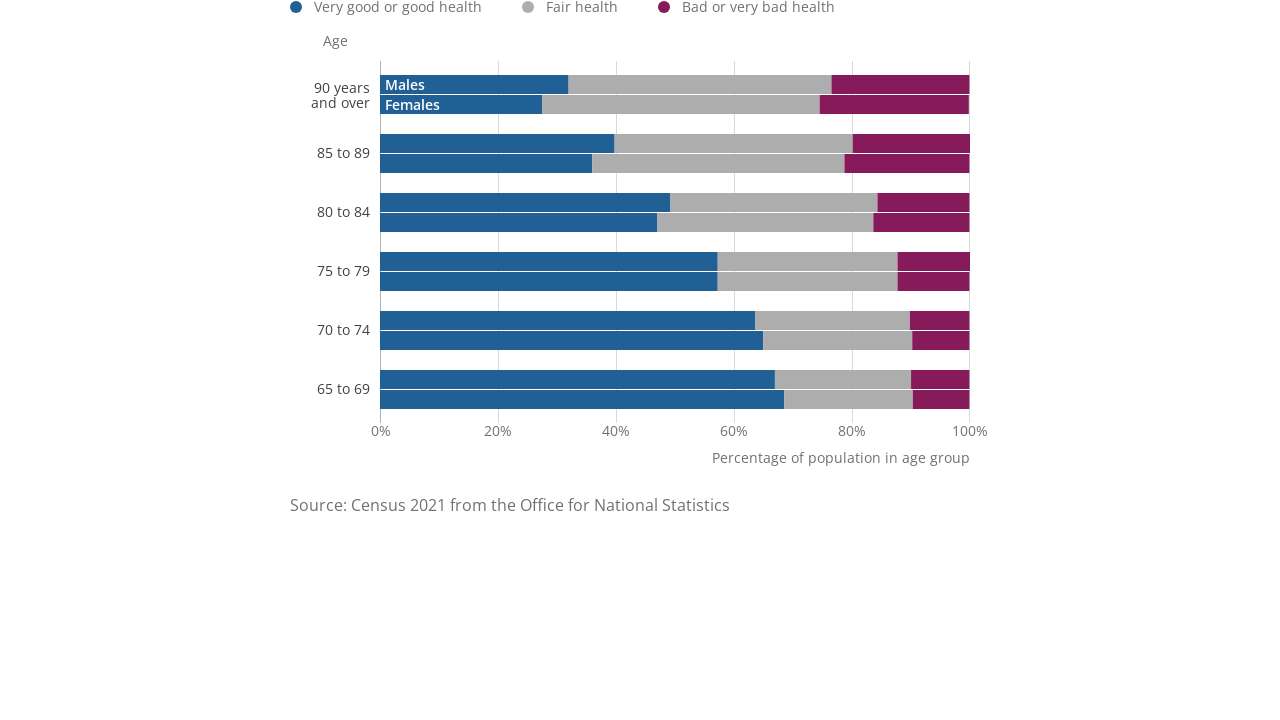 Very good or good health
Fair health
Bad or very bad health
Age
90 years
and over
Males
Females
85 to 89
80 to 84
75 to 79
70 to 74
65 to 69
0%
20%
40%
60%
80%
100%
Percentage of population in age group
Source: Census 2021 from the Office for National Statistics